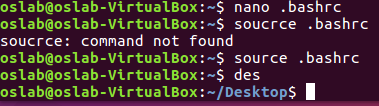 oslab@oslab-VirtualBox:~$ nano .bashrc
oslab@oslab-VirtualBox:~$ soucrce .bashrc
soucrce: command not found
oslab@oslab-VirtualBox:~$ source .bashrc
oslab@oslab-VirtualBox:~$ des
oslab@oslab-VirtualBox:~/Desktop$